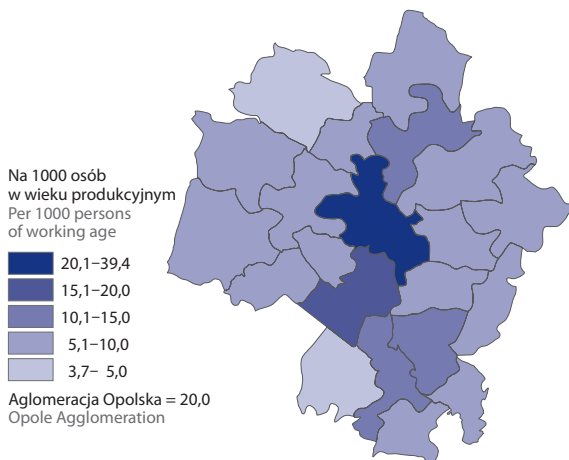 Na 1000 osób
w wieku produkcyjnym
Per 1000 persons
of working age
20,1–39,4
15,1–20,0
10,1–15,0
5,1–10,0
3,7– 5,0
Aglomeracja Opolska = 20,0
Opole Agglomeration